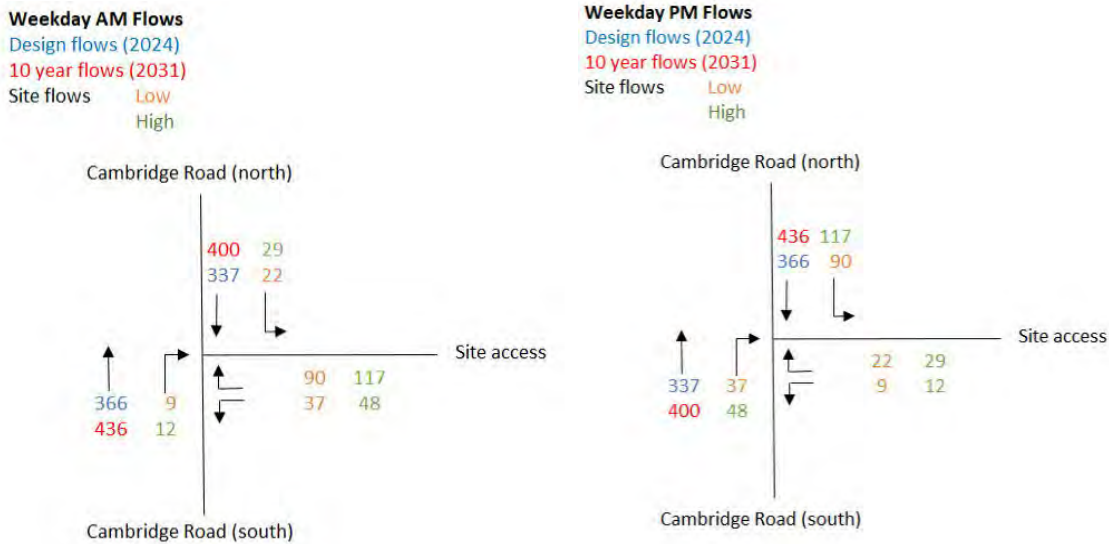 Weekday AM Flows
Design flows (2024)
10 year flows (2031)
Site flows Low
High
Cambridge Road (north)
400 29
337 22
Site access
90 117
37 48
366 9
436 12
Cambridge Road (south)
Weekday PM Flows
Design flows (2024)
10 year flows (2031)
Site flows Low
High
Cambridge Road (north)
436 117
366 90
Site access
22 29
9 12
337 37
400 48
Cambridge Road (south)